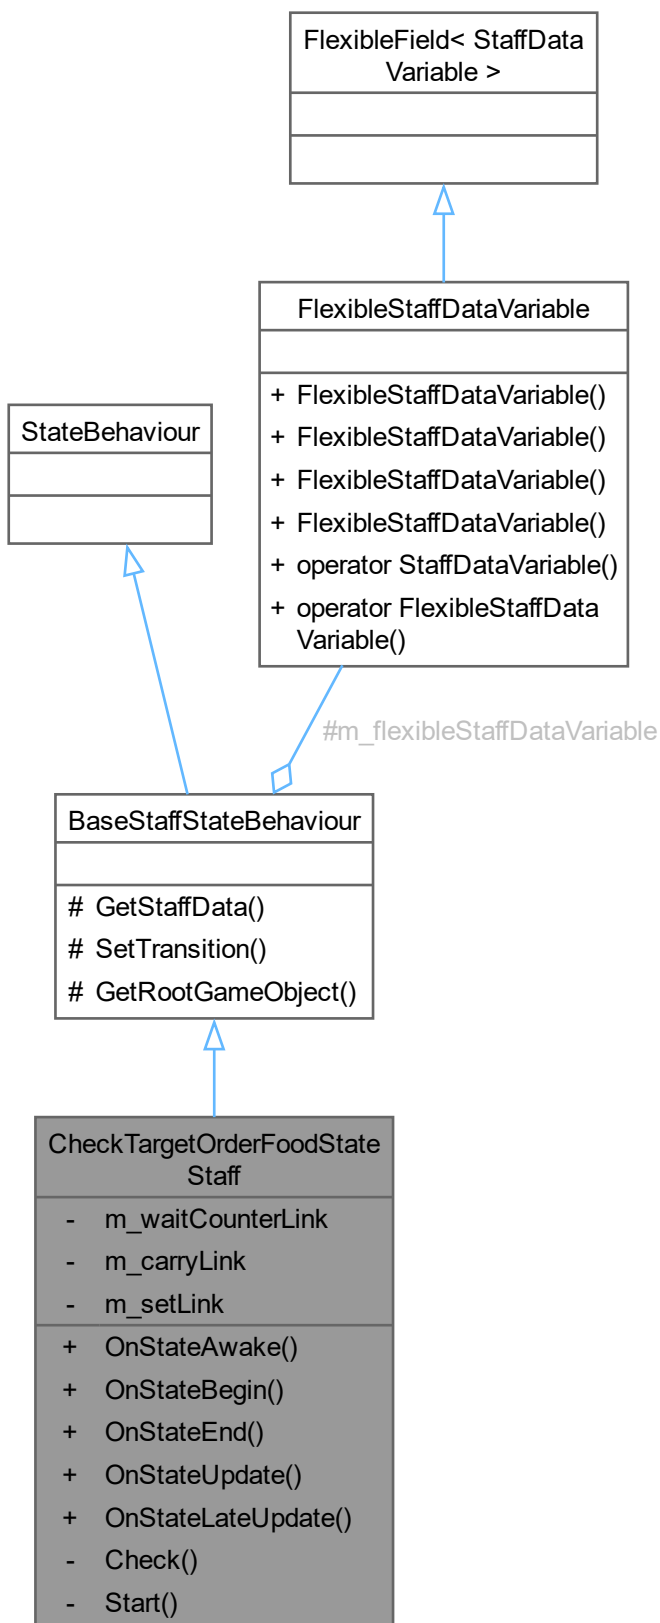 FlexibleField< StaffData
Variable >
FlexibleStaffDataVariable
+ FlexibleStaffDataVariable()
+ FlexibleStaffDataVariable()
+ FlexibleStaffDataVariable()
+ FlexibleStaffDataVariable()
+ operator StaffDataVariable()
+ operator FlexibleStaffData
Variable()
StateBehaviour
#m_flexibleStaffDataVariable
BaseStaffStateBehaviour
# GetStaffData()
# SetTransition()
# GetRootGameObject()
CheckTargetOrderFoodState
Staff
- m_waitCounterLink
- m_carryLink
- m_setLink
+ OnStateAwake()
+ OnStateBegin()
+ OnStateEnd()
+ OnStateUpdate()
+ OnStateLateUpdate()
- Check()
- Start()